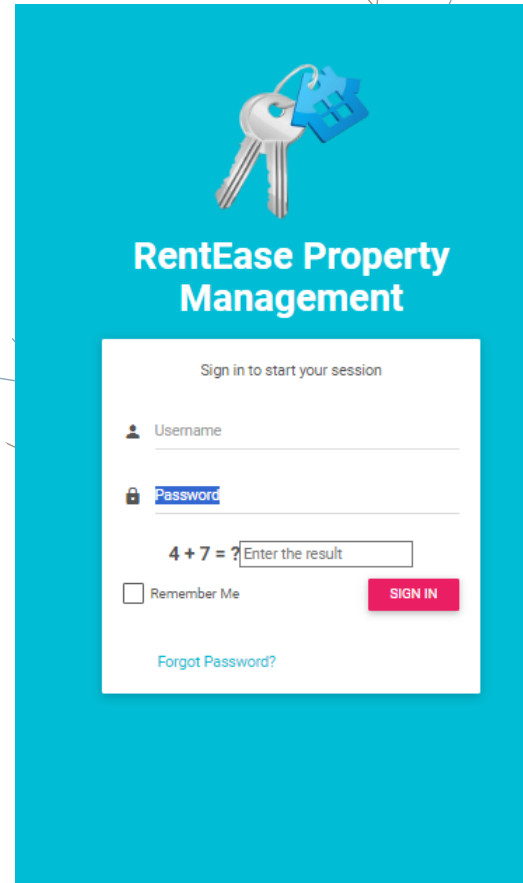 RentEase Property
Management
Sign in to start your session
Username
Password
4 + 7 = ? Enter the result
Remember Me
SIGN IN
Forgot Password?